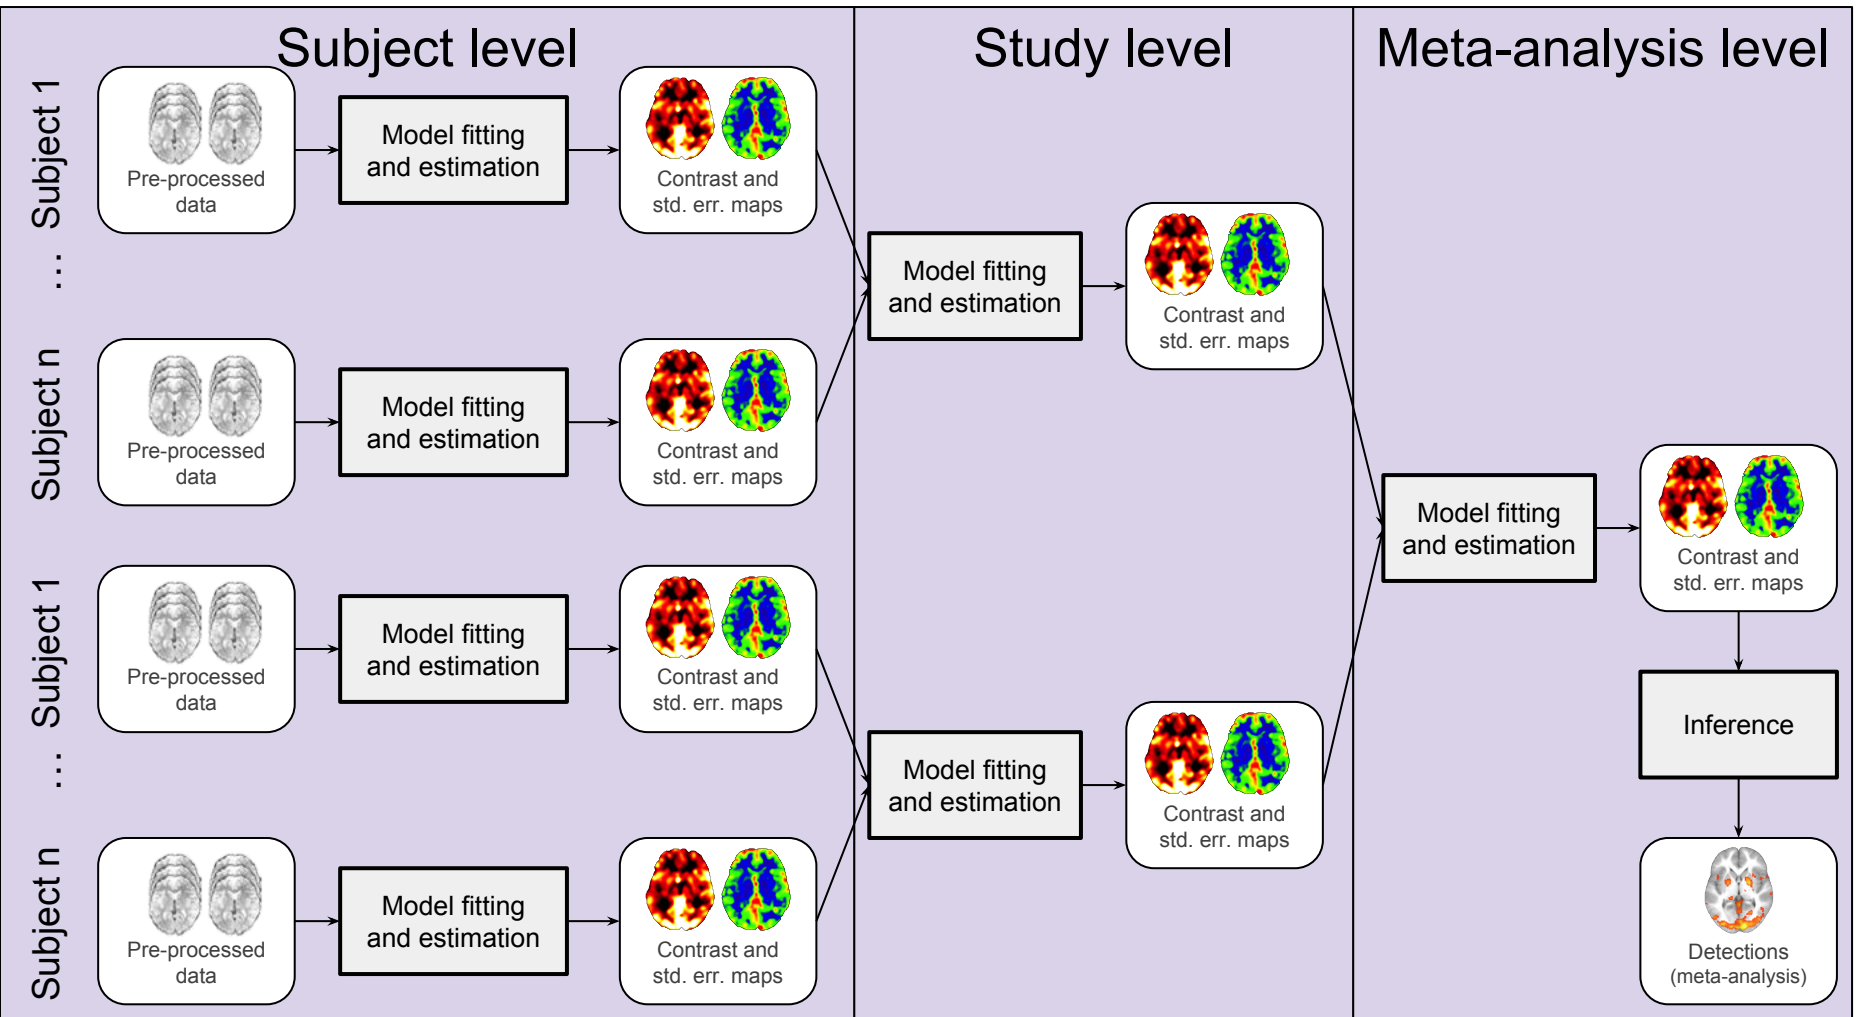 Subject level
Study level
Meta-analysis level
Subject 1
Pre-processed
data
Model fitting
and estimation
Contrast and
std. err. maps
...
Subject n
Pre-processed
data
Model fitting
and estimation
Contrast and
std. err. maps
Model fitting
and estimation
Contrast and
std. err. maps
Subject 1
Pre-processed
data
Model fitting
and estimation
Contrast and
std. err. maps
...
Subject n
Pre-processed
data
Model fitting
and estimation
Contrast and
std. err. maps
Model fitting
and estimation
Contrast and
std. err. maps
Model fitting
and estimation
Contrast and
std. err. maps
Inference
Detections
(meta-analysis)